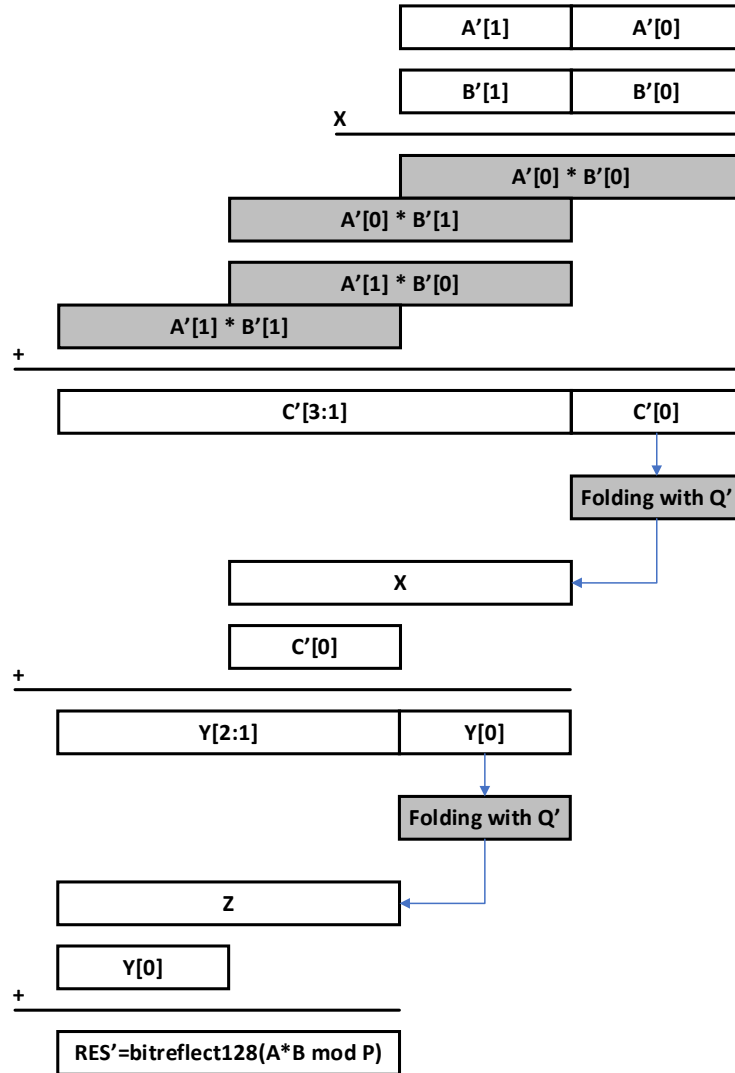 A’[1] A’[0]
B’[1] B’[0]
X
A’[0] * B’[0]
A’[0] * B’[1]
A’[1] * B’[0]
A’[1] * B’[1]
+
C’[3:1] C’[0]
Folding with Q’
X
C’[0]
+
Y[2:1] Y[0]
Folding with Q’
Z
Y[0]
+
RES’=bitreflect128(A*B mod P)